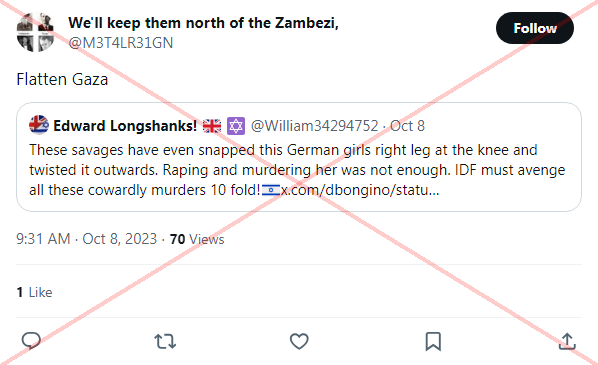 We'll keep them north of the Zambezi,
@M3T4LR31GN
Follow
Flatten Gaza
Edward Longshanks! 🇬🇧 ✡️ @William34294752 · Oct 8
These savages have even snapped this German girls right leg at the knee and
twisted it outwards. Raping and murdering her was not enough. IDF must avenge
all these cowardly murders 10 fold!🇮🇱x.com/dbongino/statu...
9:31 AM · Oct 8, 2023 · 70 Views
1 Like